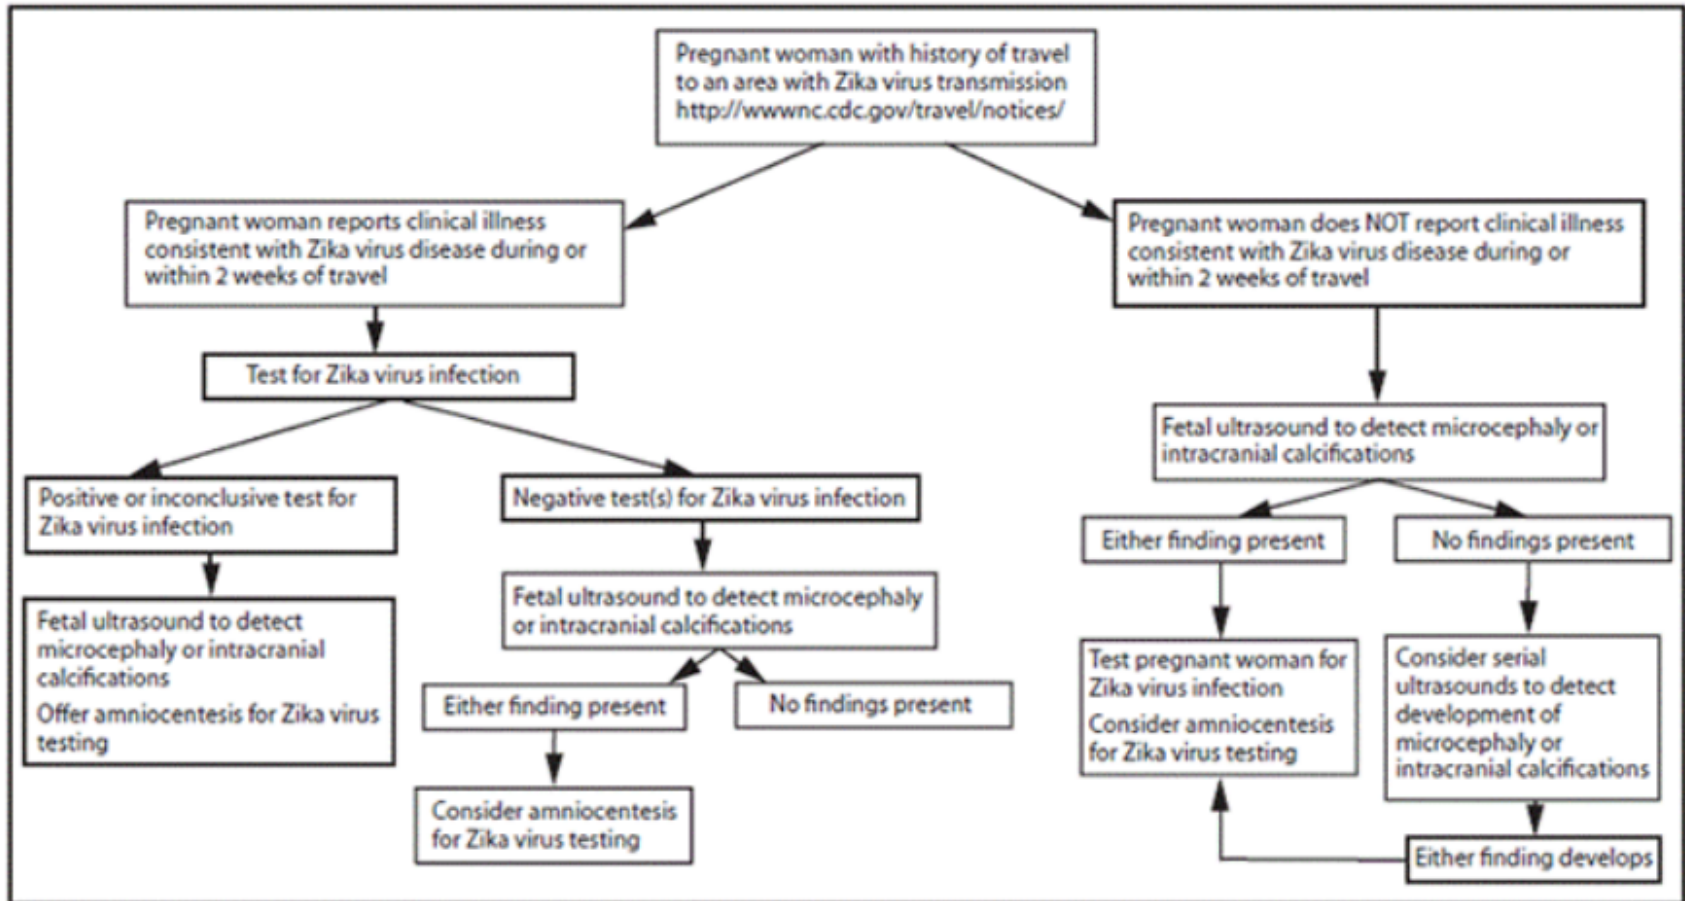 Pregnant woman with history of travel
to an area with Zika virus transmission
http://wwwnc.cdc.gov/travel/notices/
Pregnant woman reports clinical illness
consistent with Zika virus disease during or
within 2 weeks of travel
Pregnant woman does NOT report clinical illness
consistent with Zika virus disease during or
within 2 weeks of travel
Test for Zika virus infection
Positive or inconclusive test for
Zika virus infection
Negative test(s) for Zika virus infection
Fetal ultrasound to detect
microcephaly or intracranial
calcifications
Offer amniocentesis for Zika virus
testing
Fetal ultrasound to detect microcephaly
or intracranial calcifications
Either finding present
No findings present
Consider amniocentesis
for Zika virus testing
Fetal ultrasound to detect microcephaly or
intracranial calcifications
Either finding present
No findings present
Test pregnant woman for
Zika virus infection
Consider amniocentesis
for Zika virus testing
Consider serial
ultrasounds to detect
development of
microcephaly or
intracranial calcifications
Either finding develops